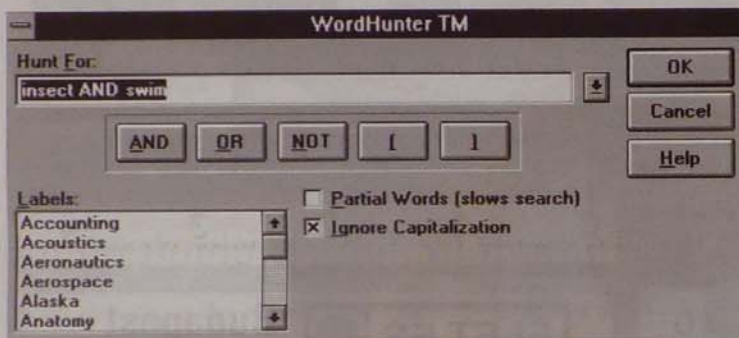 WordHunter TM
Hunt For:
insect AND swim
OK
Cancel
Help
AND OR NOT ( )
Labels:
Accounting
Acoustics
Aeronautics
Aerospace
Alaska
Anatomy
Partial Words (slows search)
Ignore Capitalization